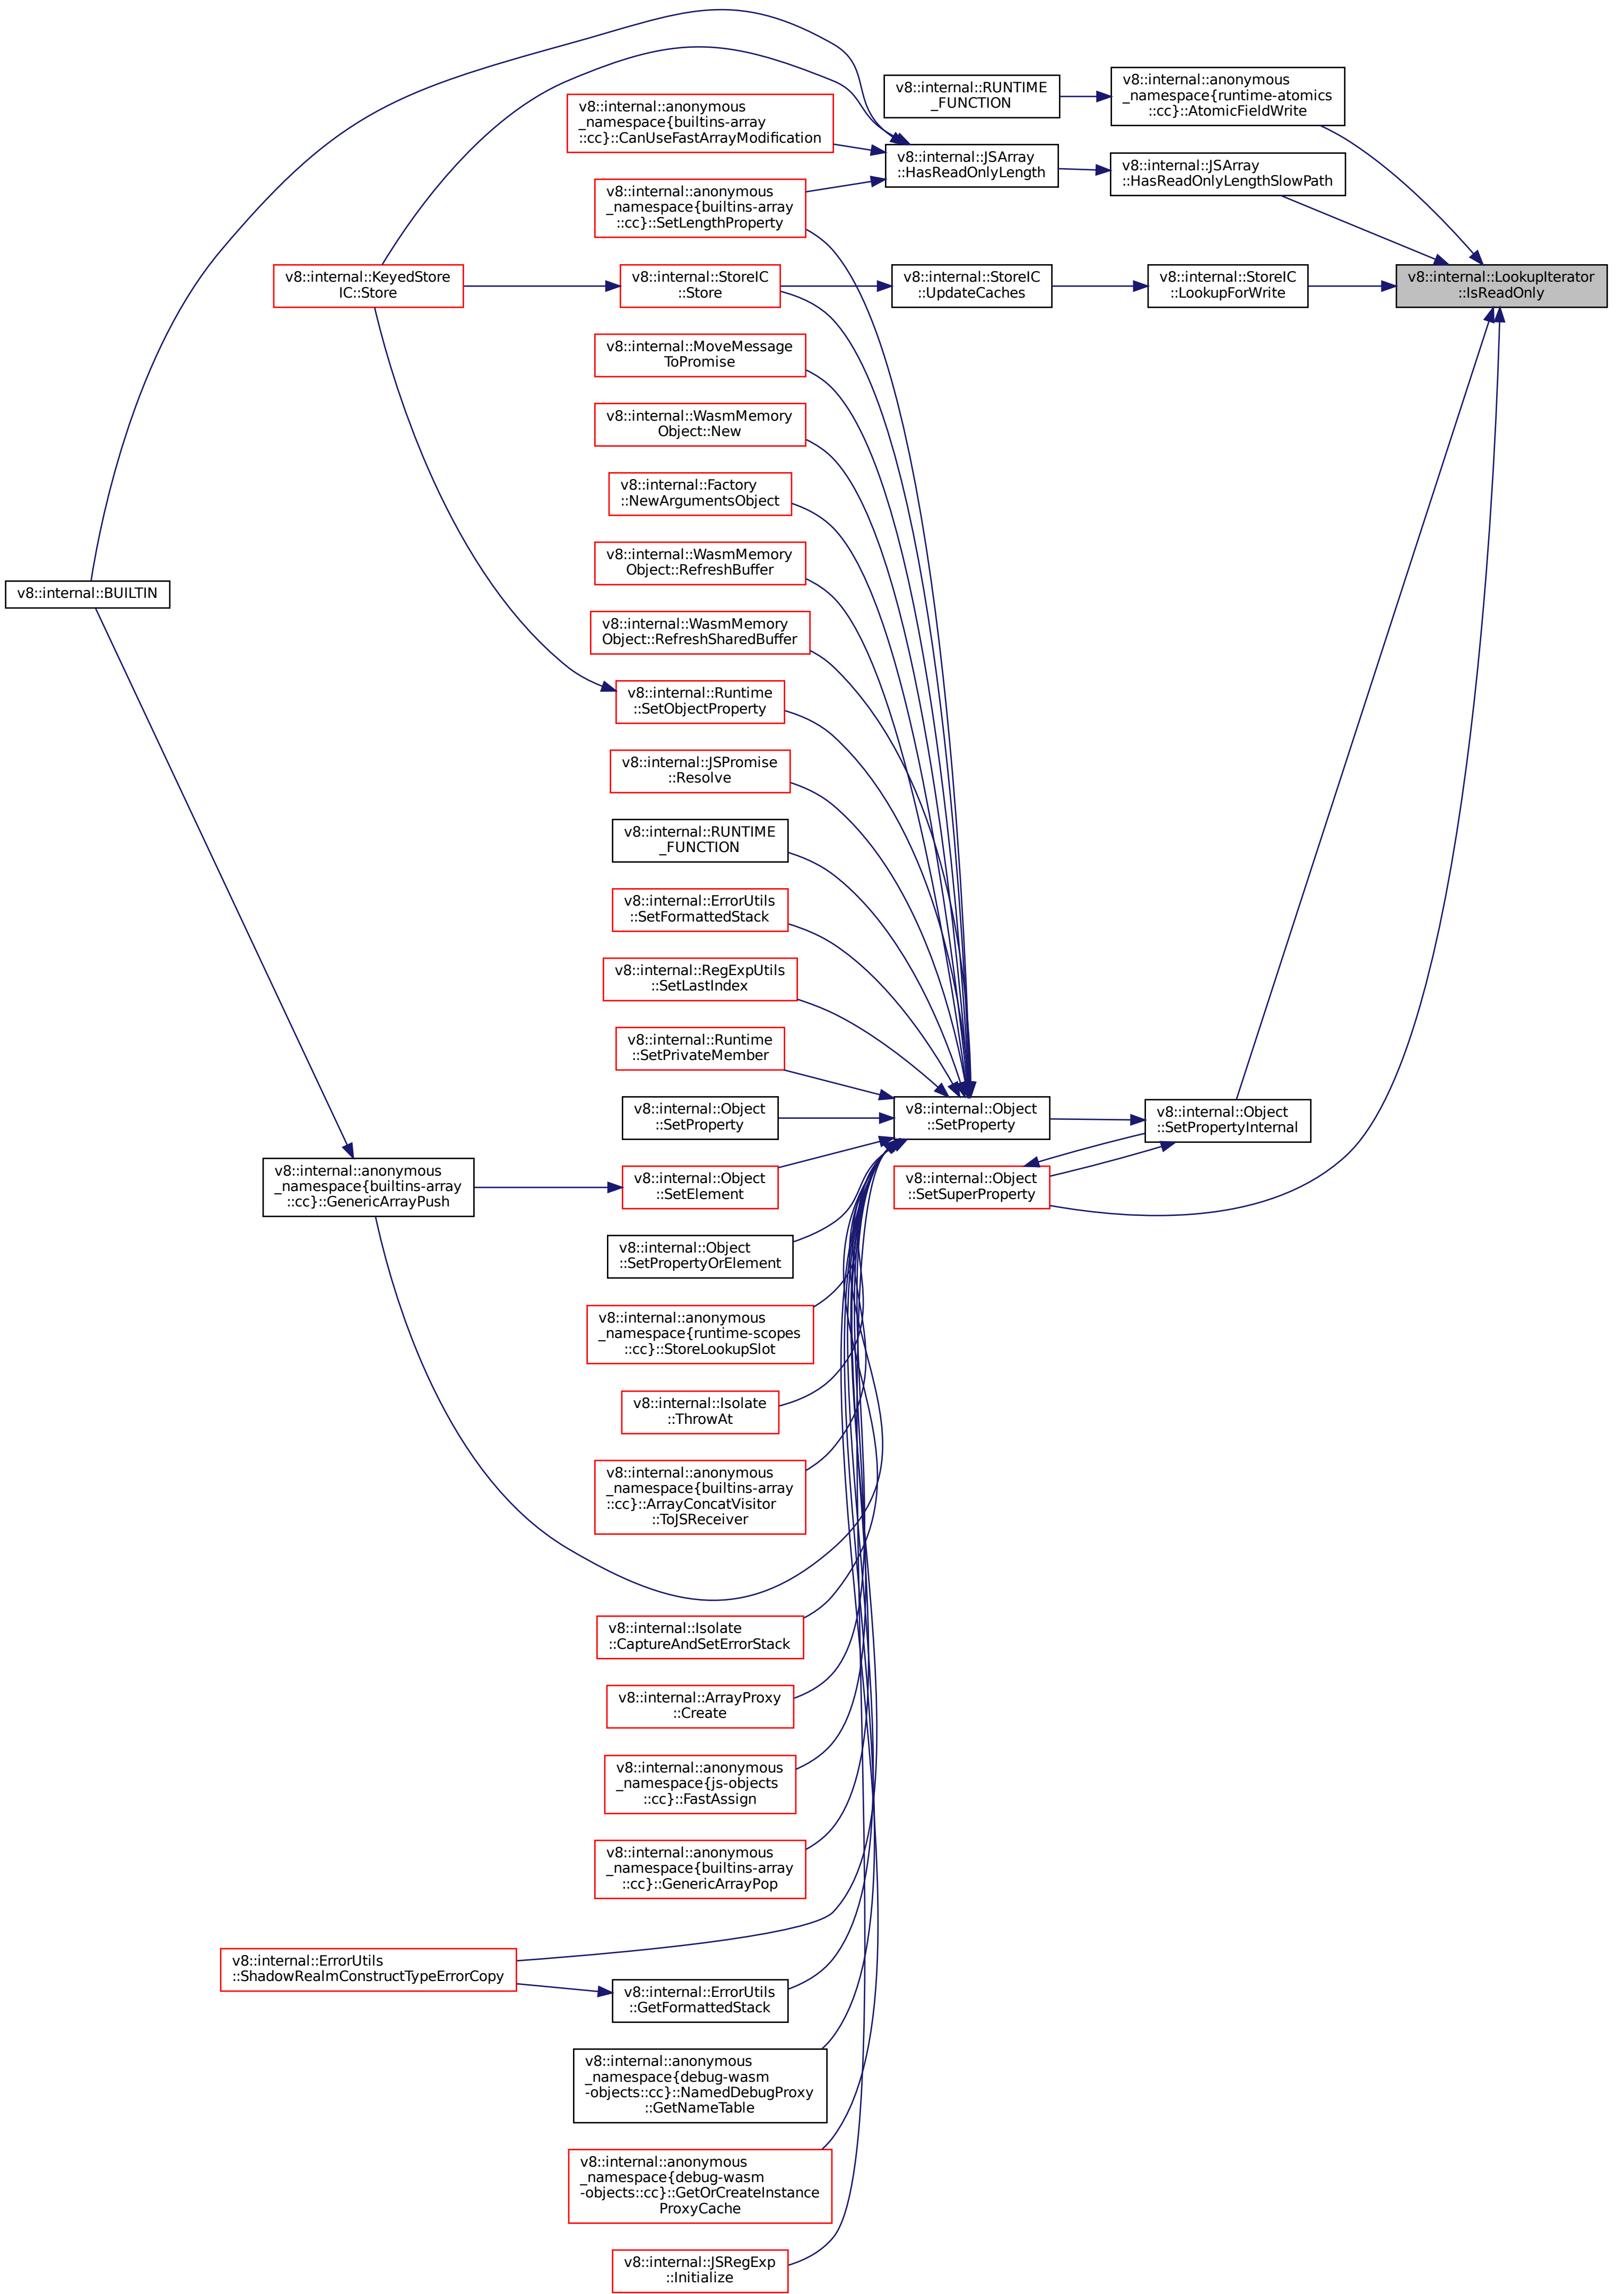 v8::internal::RUNTIME
_FUNCTION
v8::internal::anonymous
_namespace{runtime-atomics
::cc}::AtomicFieldWrite
v8::internal::anonymous
_namespace{builtins-array
::cc}::CanUseFastArrayModification
v8::internal::JSArray
::HasReadOnlyLength
v8::internal::JSArray
::HasReadOnlyLengthSlowPath
v8::internal::anonymous
_namespace{builtins-array
::cc}::SetLengthProperty
v8::internal::KeyedStore
IC::Store
v8::internal::StoreIC
::Store
v8::internal::StoreIC
::UpdateCaches
v8::internal::StoreIC
::LookupForWrite
v8::internal::LookupIterator
::IsReadOnly
v8::internal::MoveMessage
ToPromise
v8::internal::WasmMemory
Object::New
v8::internal::Factory
::NewArgumentsObject
v8::internal::WasmMemory
Object::RefreshBuffer
v8::internal::BUILTIN
v8::internal::WasmMemory
Object::RefreshSharedBuffer
v8::internal::Runtime
::SetObjectProperty
v8::internal::JSPromise
::Resolve
v8::internal::RUNTIME
_FUNCTION
v8::internal::ErrorUtils
::SetFormattedStack
v8::internal::RegExpUtils
::SetLastIndex
v8::internal::Runtime
::SetPrivateMember
v8::internal::Object
::SetProperty
v8::internal::Object
::SetProperty
v8::internal::Object
::SetPropertyInternal
v8::internal::anonymous
_namespace{builtins-array
::cc}::GenericArrayPush
v8::internal::Object
::SetElement
v8::internal::Object
::SetSuperProperty
v8::internal::Object
::SetPropertyOrElement
v8::internal::anonymous
_namespace{runtime-scopes
::cc}::StoreLookupSlot
v8::internal::Isolate
::ThrowAt
v8::internal::anonymous
_namespace{builtins-array
::cc}::ArrayConcatVisitor
::ToJSReceiver
v8::internal::Isolate
::CaptureAndSetErrorStack
v8::internal::ArrayProxy
::Create
v8::internal::anonymous
_namespace{js-objects
::cc}::FastAssign
v8::internal::anonymous
_namespace{builtins-array
::cc}::GenericArrayPop
v8::internal::ErrorUtils
::ShadowRealmConstructTypeErrorCopy
v8::internal::ErrorUtils
::GetFormattedStack
v8::internal::anonymous
_namespace{debug-wasm
-objects::cc}::NamedDebugProxy
::GetNameTable
v8::internal::anonymous
_namespace{debug-wasm
-objects::cc}::GetOrCreateInstance
ProxyCache
v8::internal::JSRegExp
::Initialize